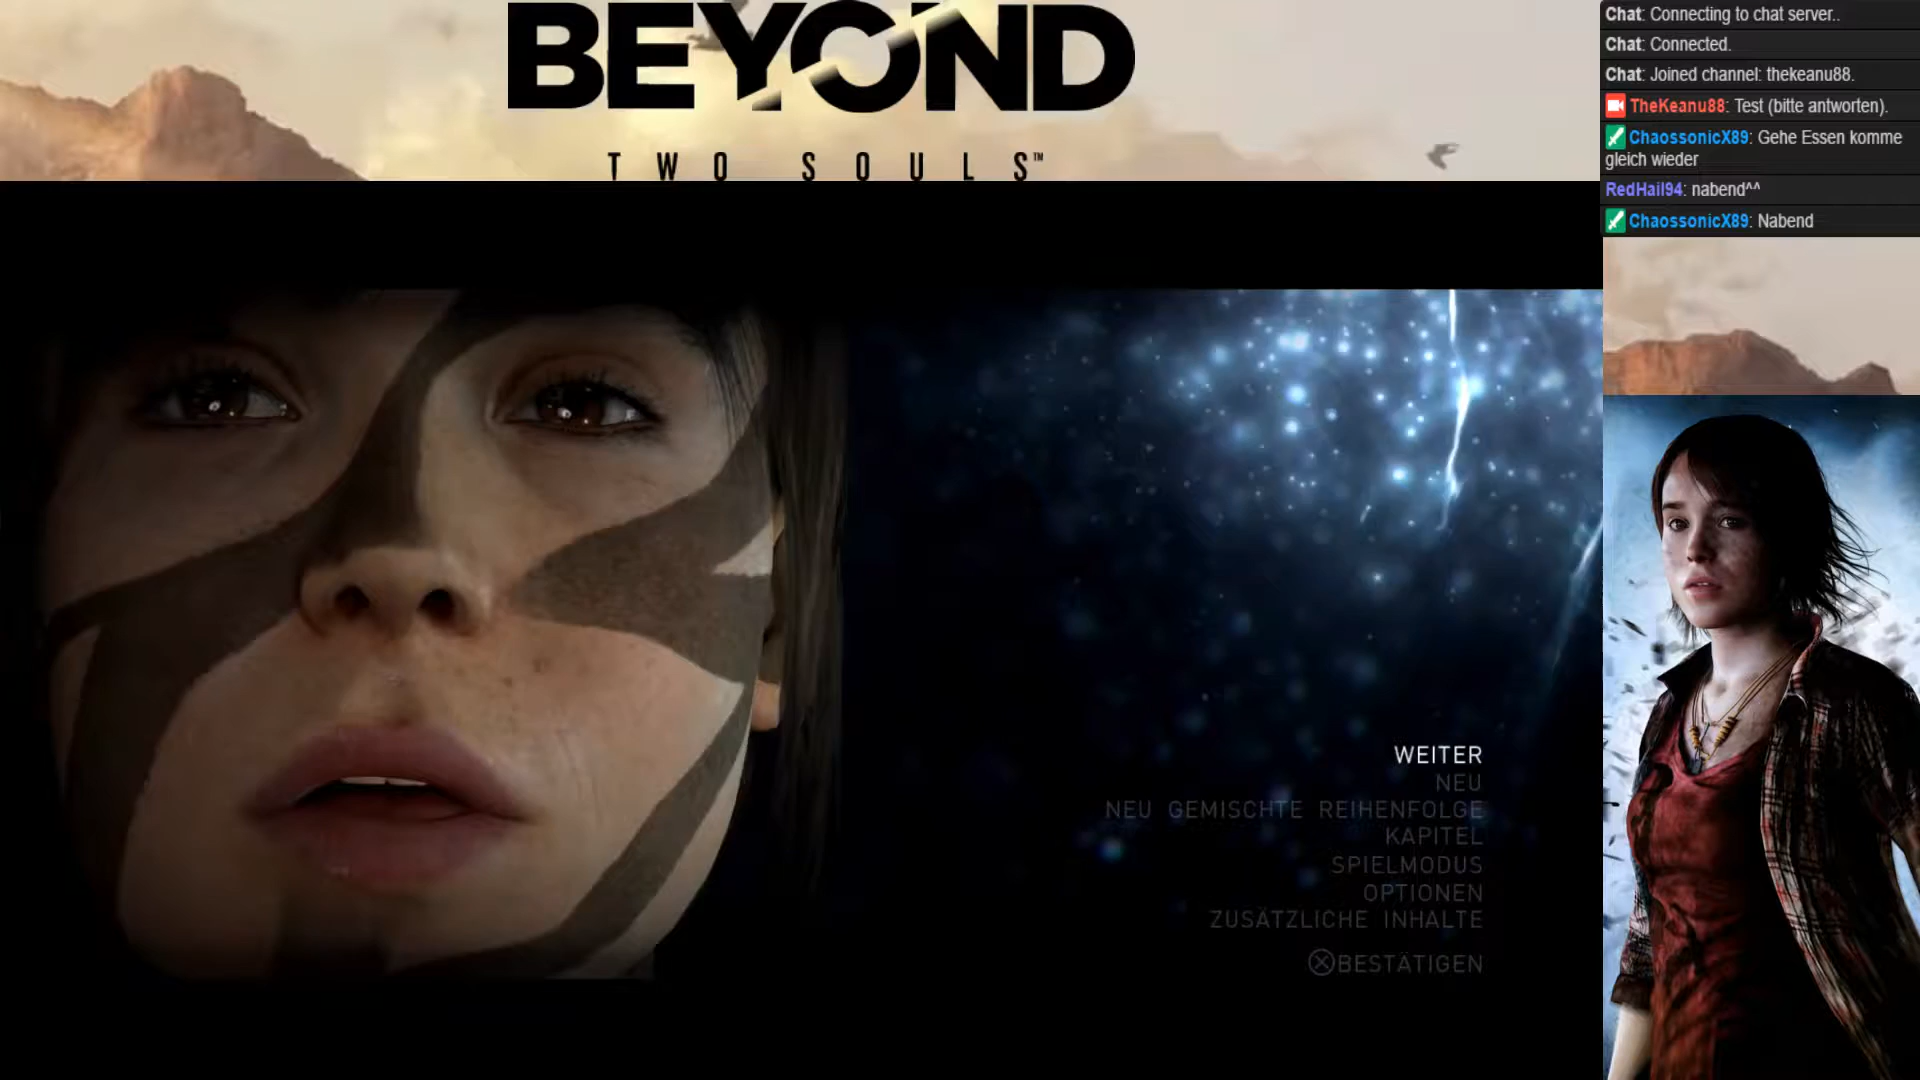 BEYOND
TWO SOULS™
Chat: Connecting to chat server..
Chat: Connected.
Chat: Joined channel: thekeanu88.
TheKeanu88: Test (bitte antworten).
ChaossonicX89: Gehe Essen komme
gleich wieder
RedHail94: nabend^^
ChaossonicX89: Nabend
WEITER
NEU
NEU GEMISCHTE REIHENFOLGE
KAPITEL
SPIELMODUS
OPTIONEN
ZUSÄTZLICHE INHALTE
BESTÄTIGEN